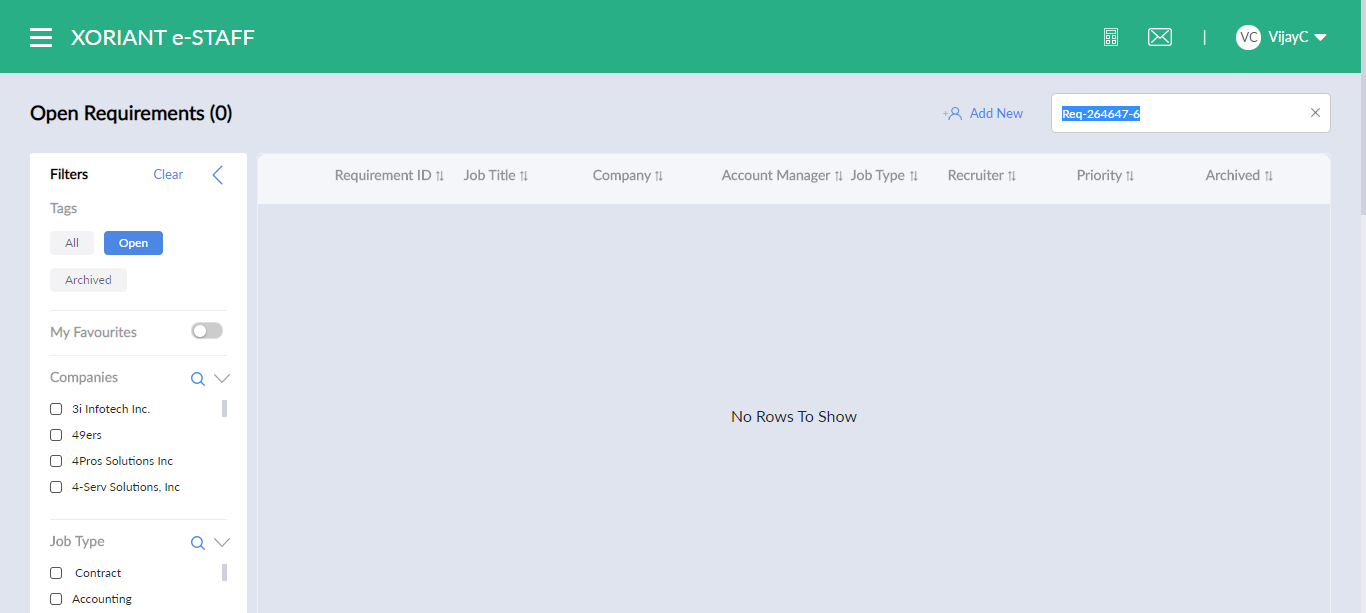 XORIANT e-STAFF
| VC VijayC
Open Requirements (0)
Add New
Req-264647-6
Filters Clear
Requirement ID Job Title Company Account Manager Job Type Recruiter Priority Archived
Tags
All Open
Archived
My Favourites
No Rows To Show
Companies
3i Infotech Inc.
49ers
4Pros Solutions Inc
4-Serv Solutions, Inc
Job Type
Contract
Accounting